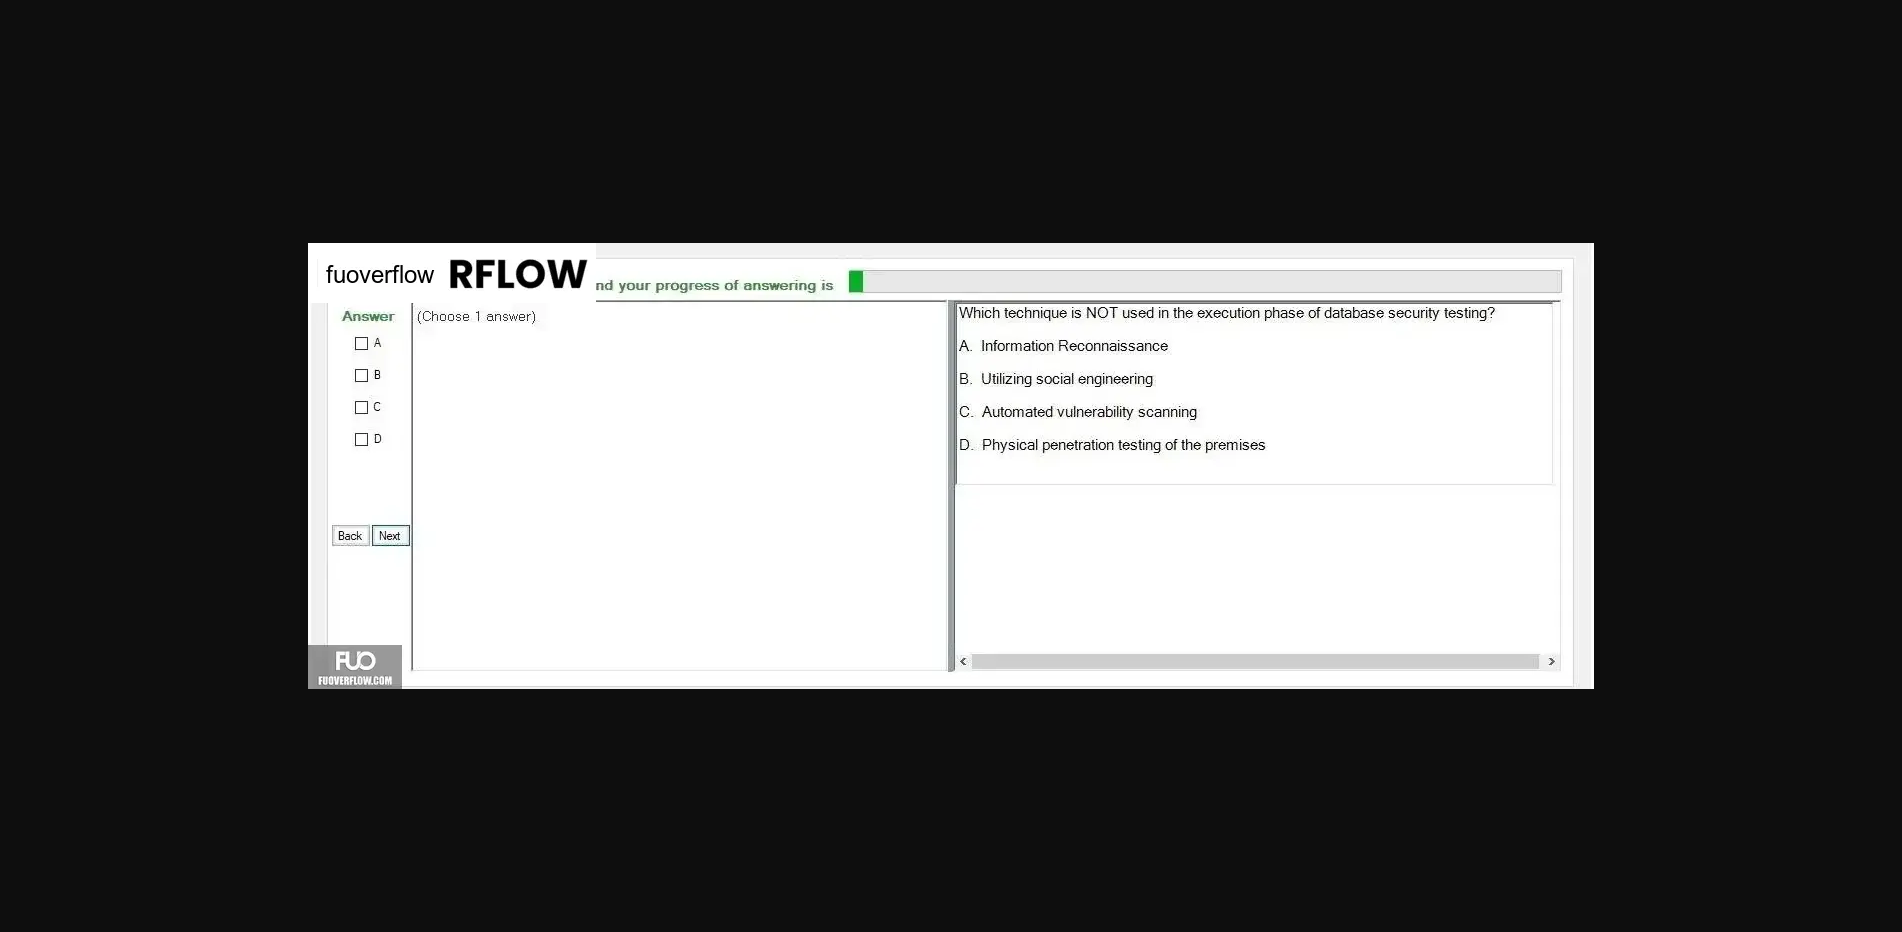 fuoverflow RFLOW
nd your progress of answering is
Answer
(Choose 1 answer)
A
B
C
D
Back Next
Which technique is NOT used in the execution phase of database security testing?
A. Information Reconnaissance
B. Utilizing social engineering
C. Automated vulnerability scanning
D. Physical penetration testing of the premises
FUO
FUOVERFLOW.COM